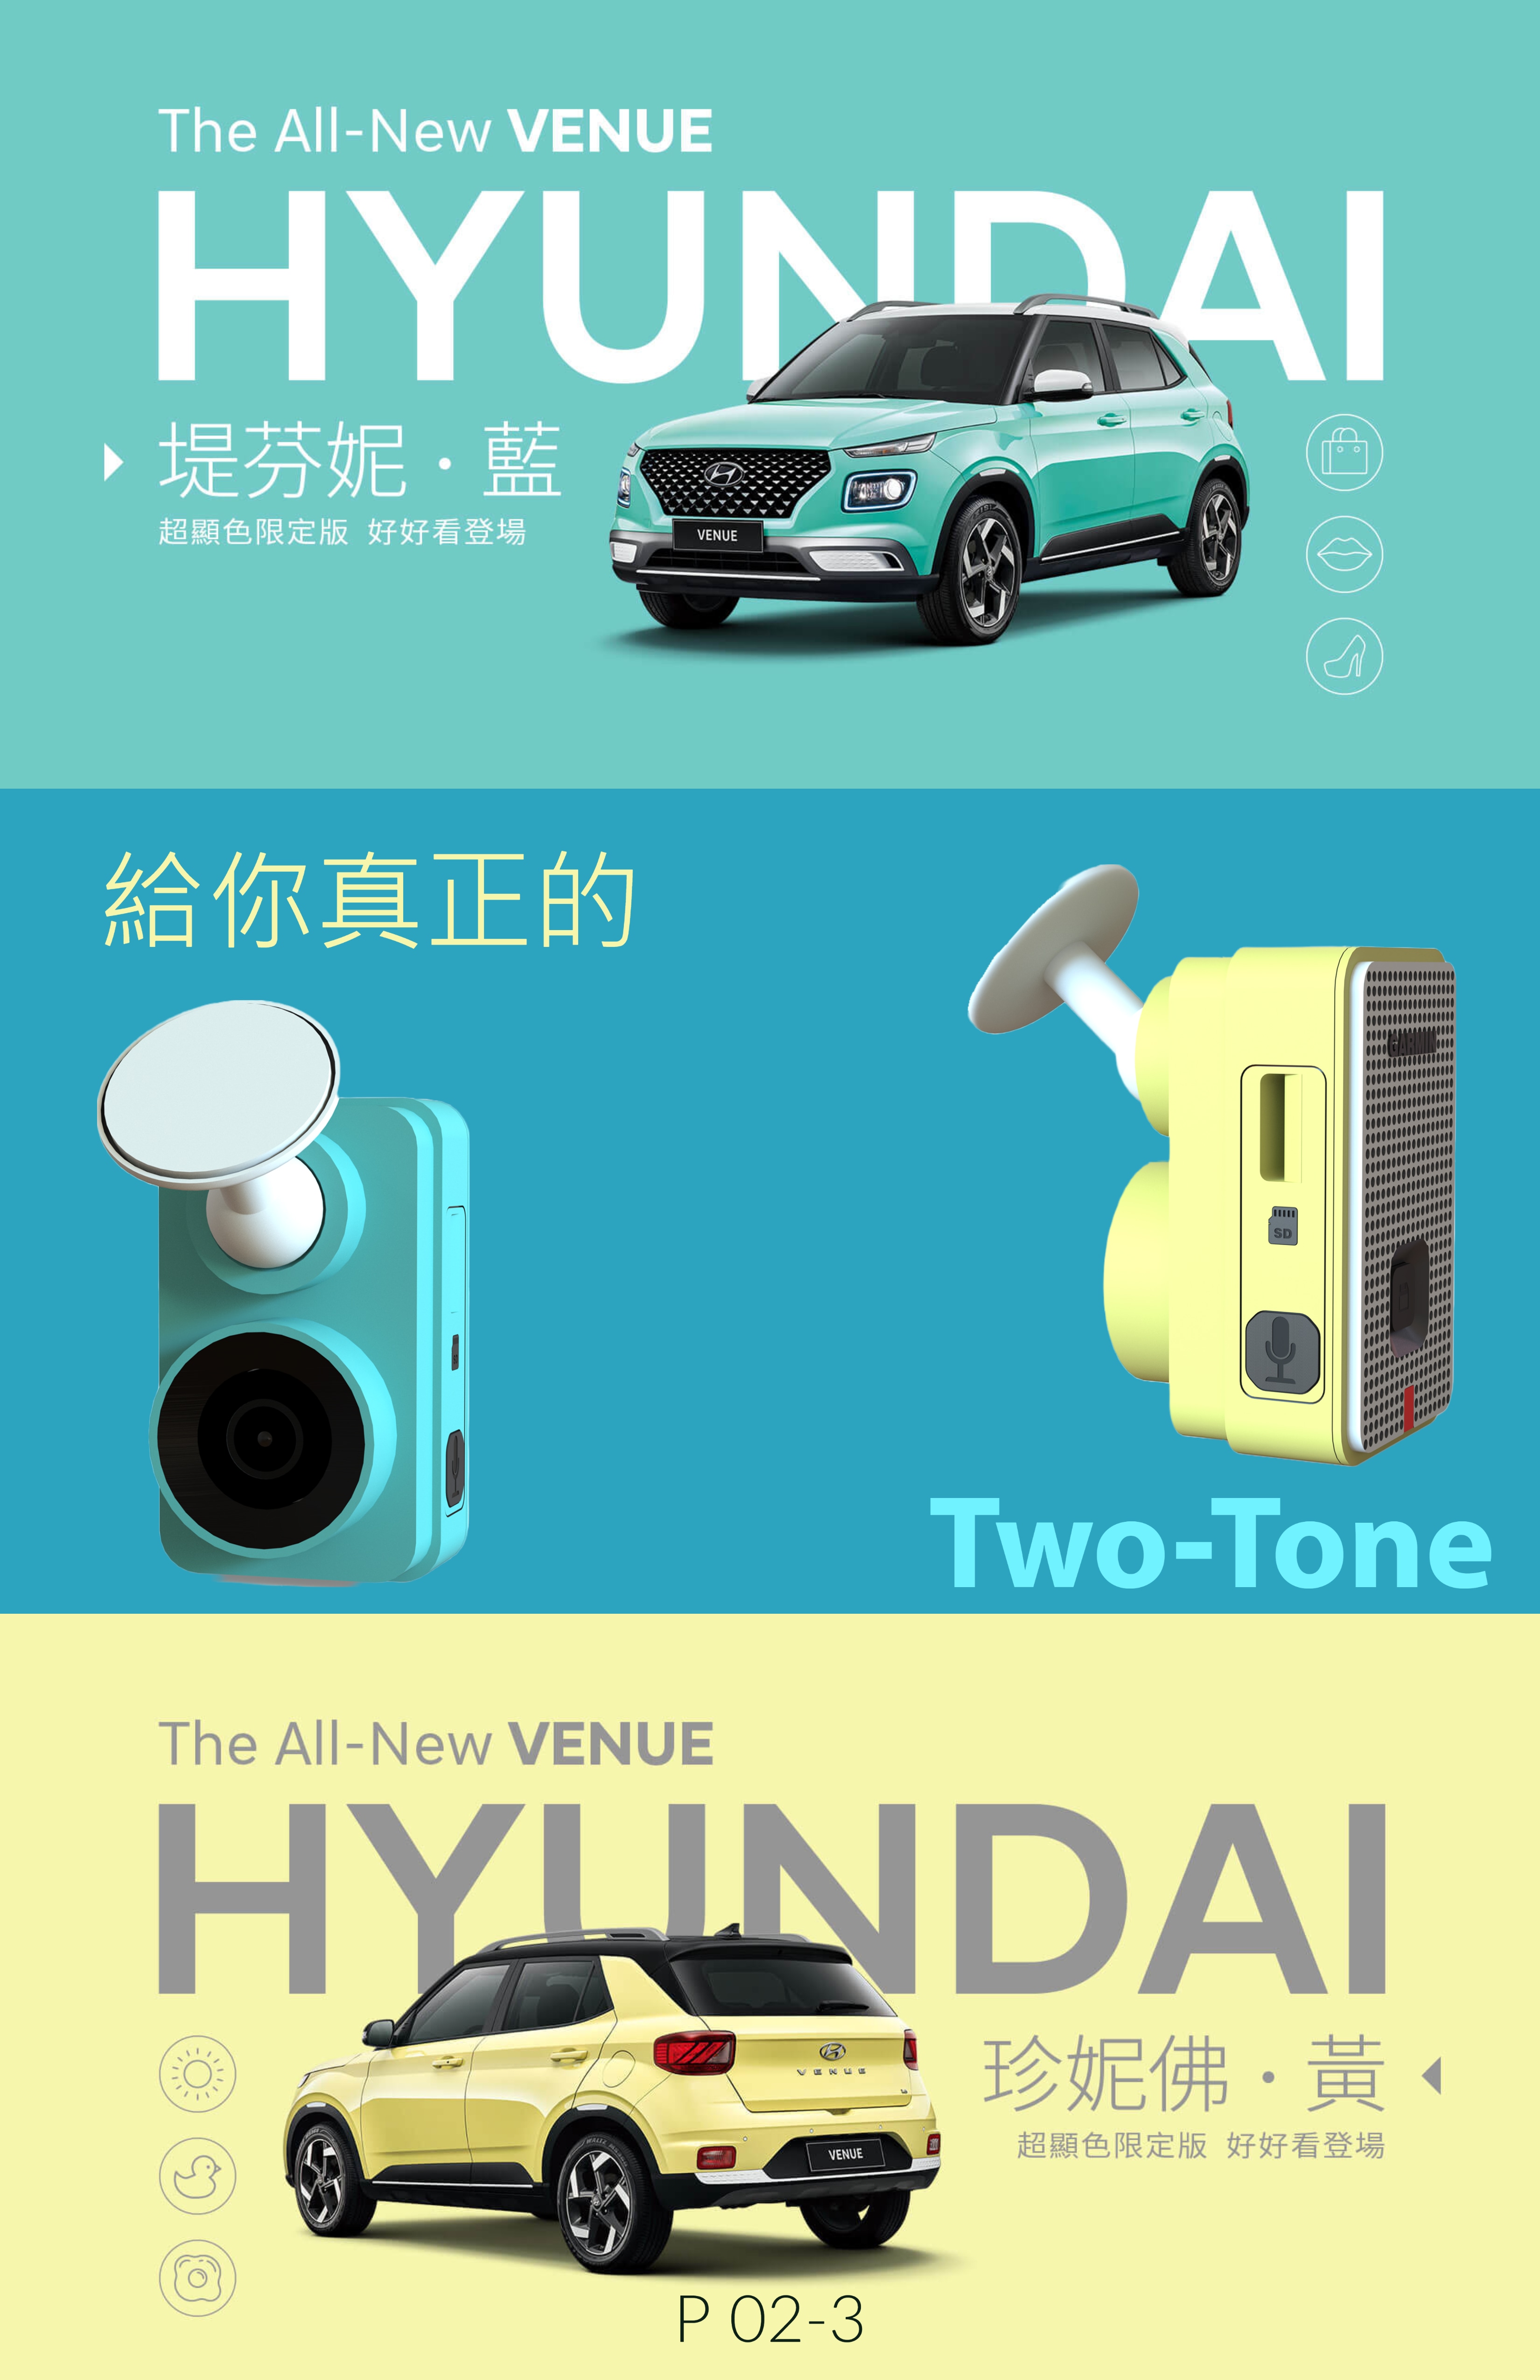 The All-New VENUE
HYUNDAI
堤芬妮・藍
超顯色限定版 好好看登場
VENUE
給你真正的
GARMIN
SD
Two-Tone
The All-New VENUE
HYUNDAI
珍妮佛・黃
超顯色限定版 好好看登場
VENUE
VENUE
P 02-3